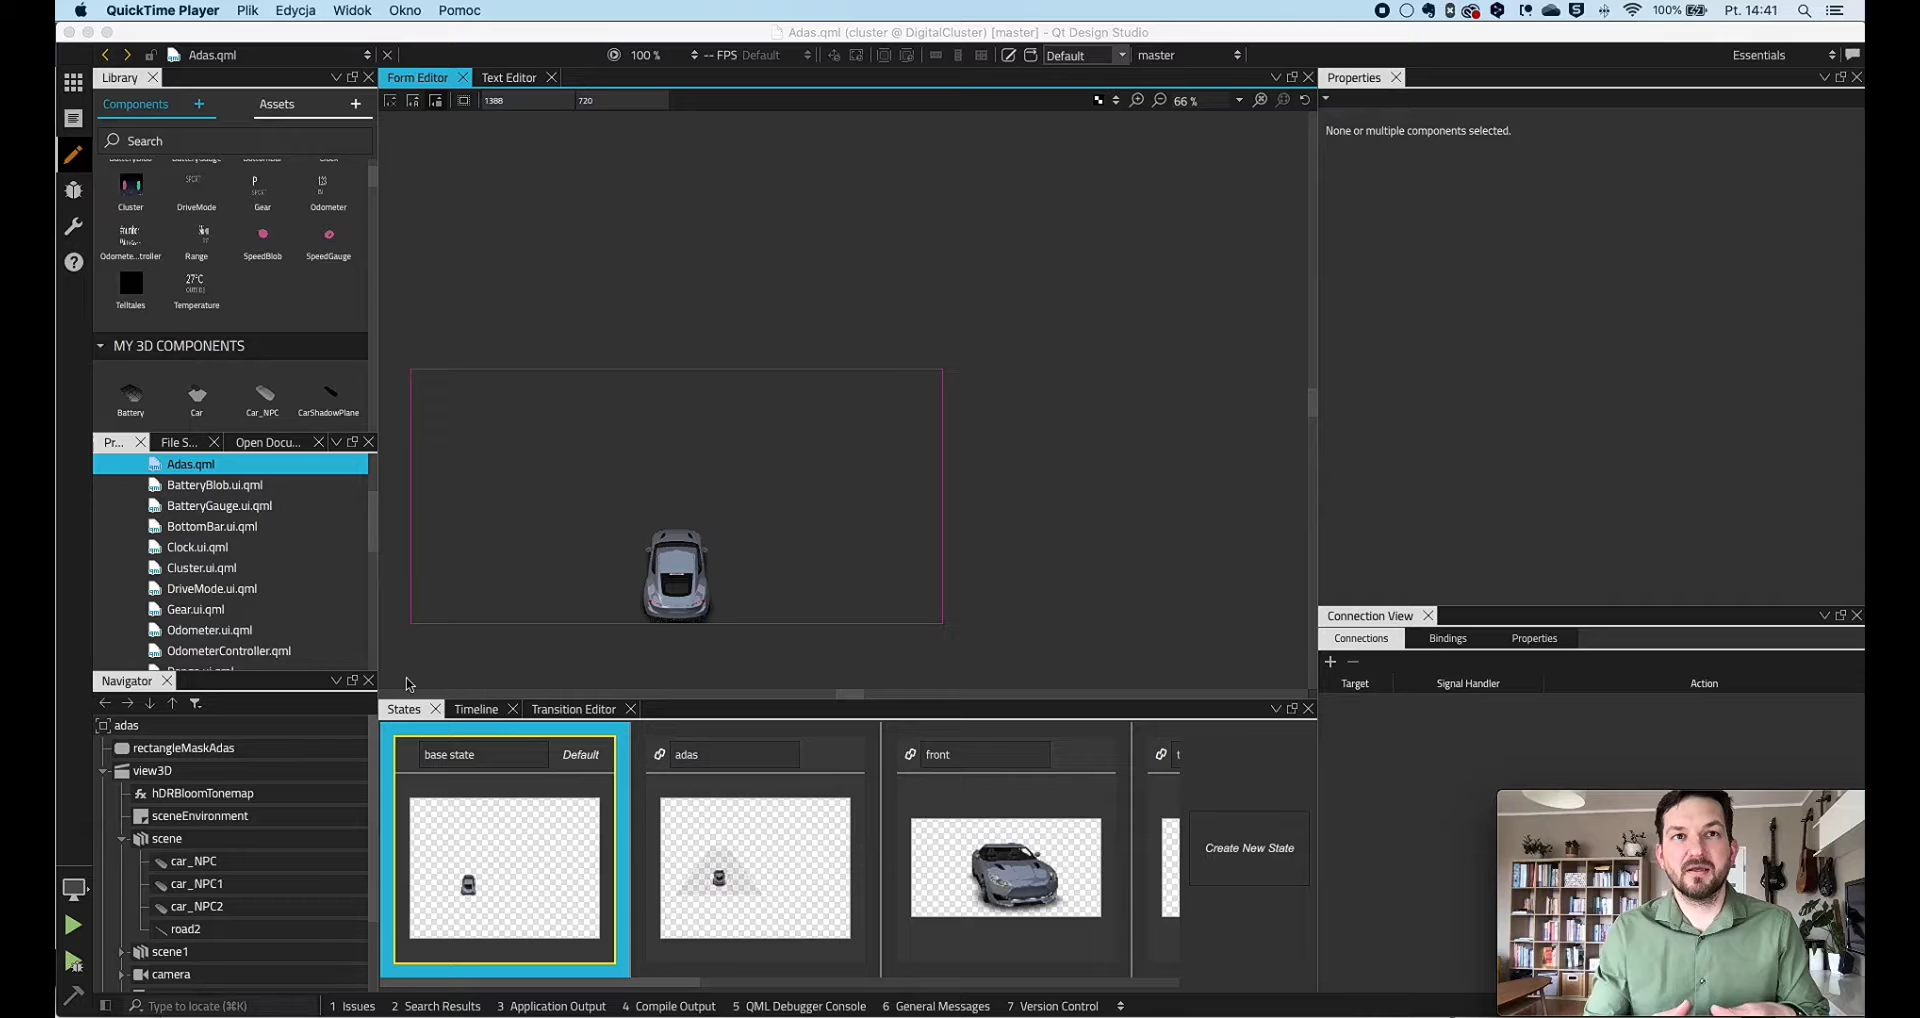 QuickTime Player Plik Edycja Widok Okno Pomoc 100% Pt. 14:41
Adas.qml (cluster @ DigitalCluster) [master] - Qt Design Studio
Adas.qml 100 % -- FPS Default Default master Essentials
Library Form Editor Text Editor Properties
Components + Assets +
1388 720 66 %
Search
None or multiple components selected.
BatteryBlob BatteryGauge BottomBar Clock
Cluster DriveMode Gear Odometer
Odomete...troller Range SpeedBlob SpeedGauge
27°C
Telltales Temperature
MY 3D COMPONENTS
Battery Car Car_NPC CarShadowPlane
Pr... File S... Open Docu...
Adas.qml
BatteryBlob.ui.qml
BatteryGauge.ui.qml
BottomBar.ui.qml
Clock.ui.qml
Cluster.ui.qml
DriveMode.ui.qml
Gear.ui.qml
Odometer.ui.qml
OdometerController.ui.qml
Connection View
Connections Bindings Properties
Target Signal Handler Action
Navigator
States Timeline Transition Editor
adas
rectangleMaskAdas
view3D
hDRBloomTonemap
sceneEnvironment
scene
car_NPC
car_NPC1
car_NPC2
road2
scene1
camera
base state Default
adas
front
t
Create New State
Type to locate (⌘K) 1 Issues 2 Search Results 3 Application Output 4 Compile Output 5 QML Debugger Console 6 General Messages 7 Version Control